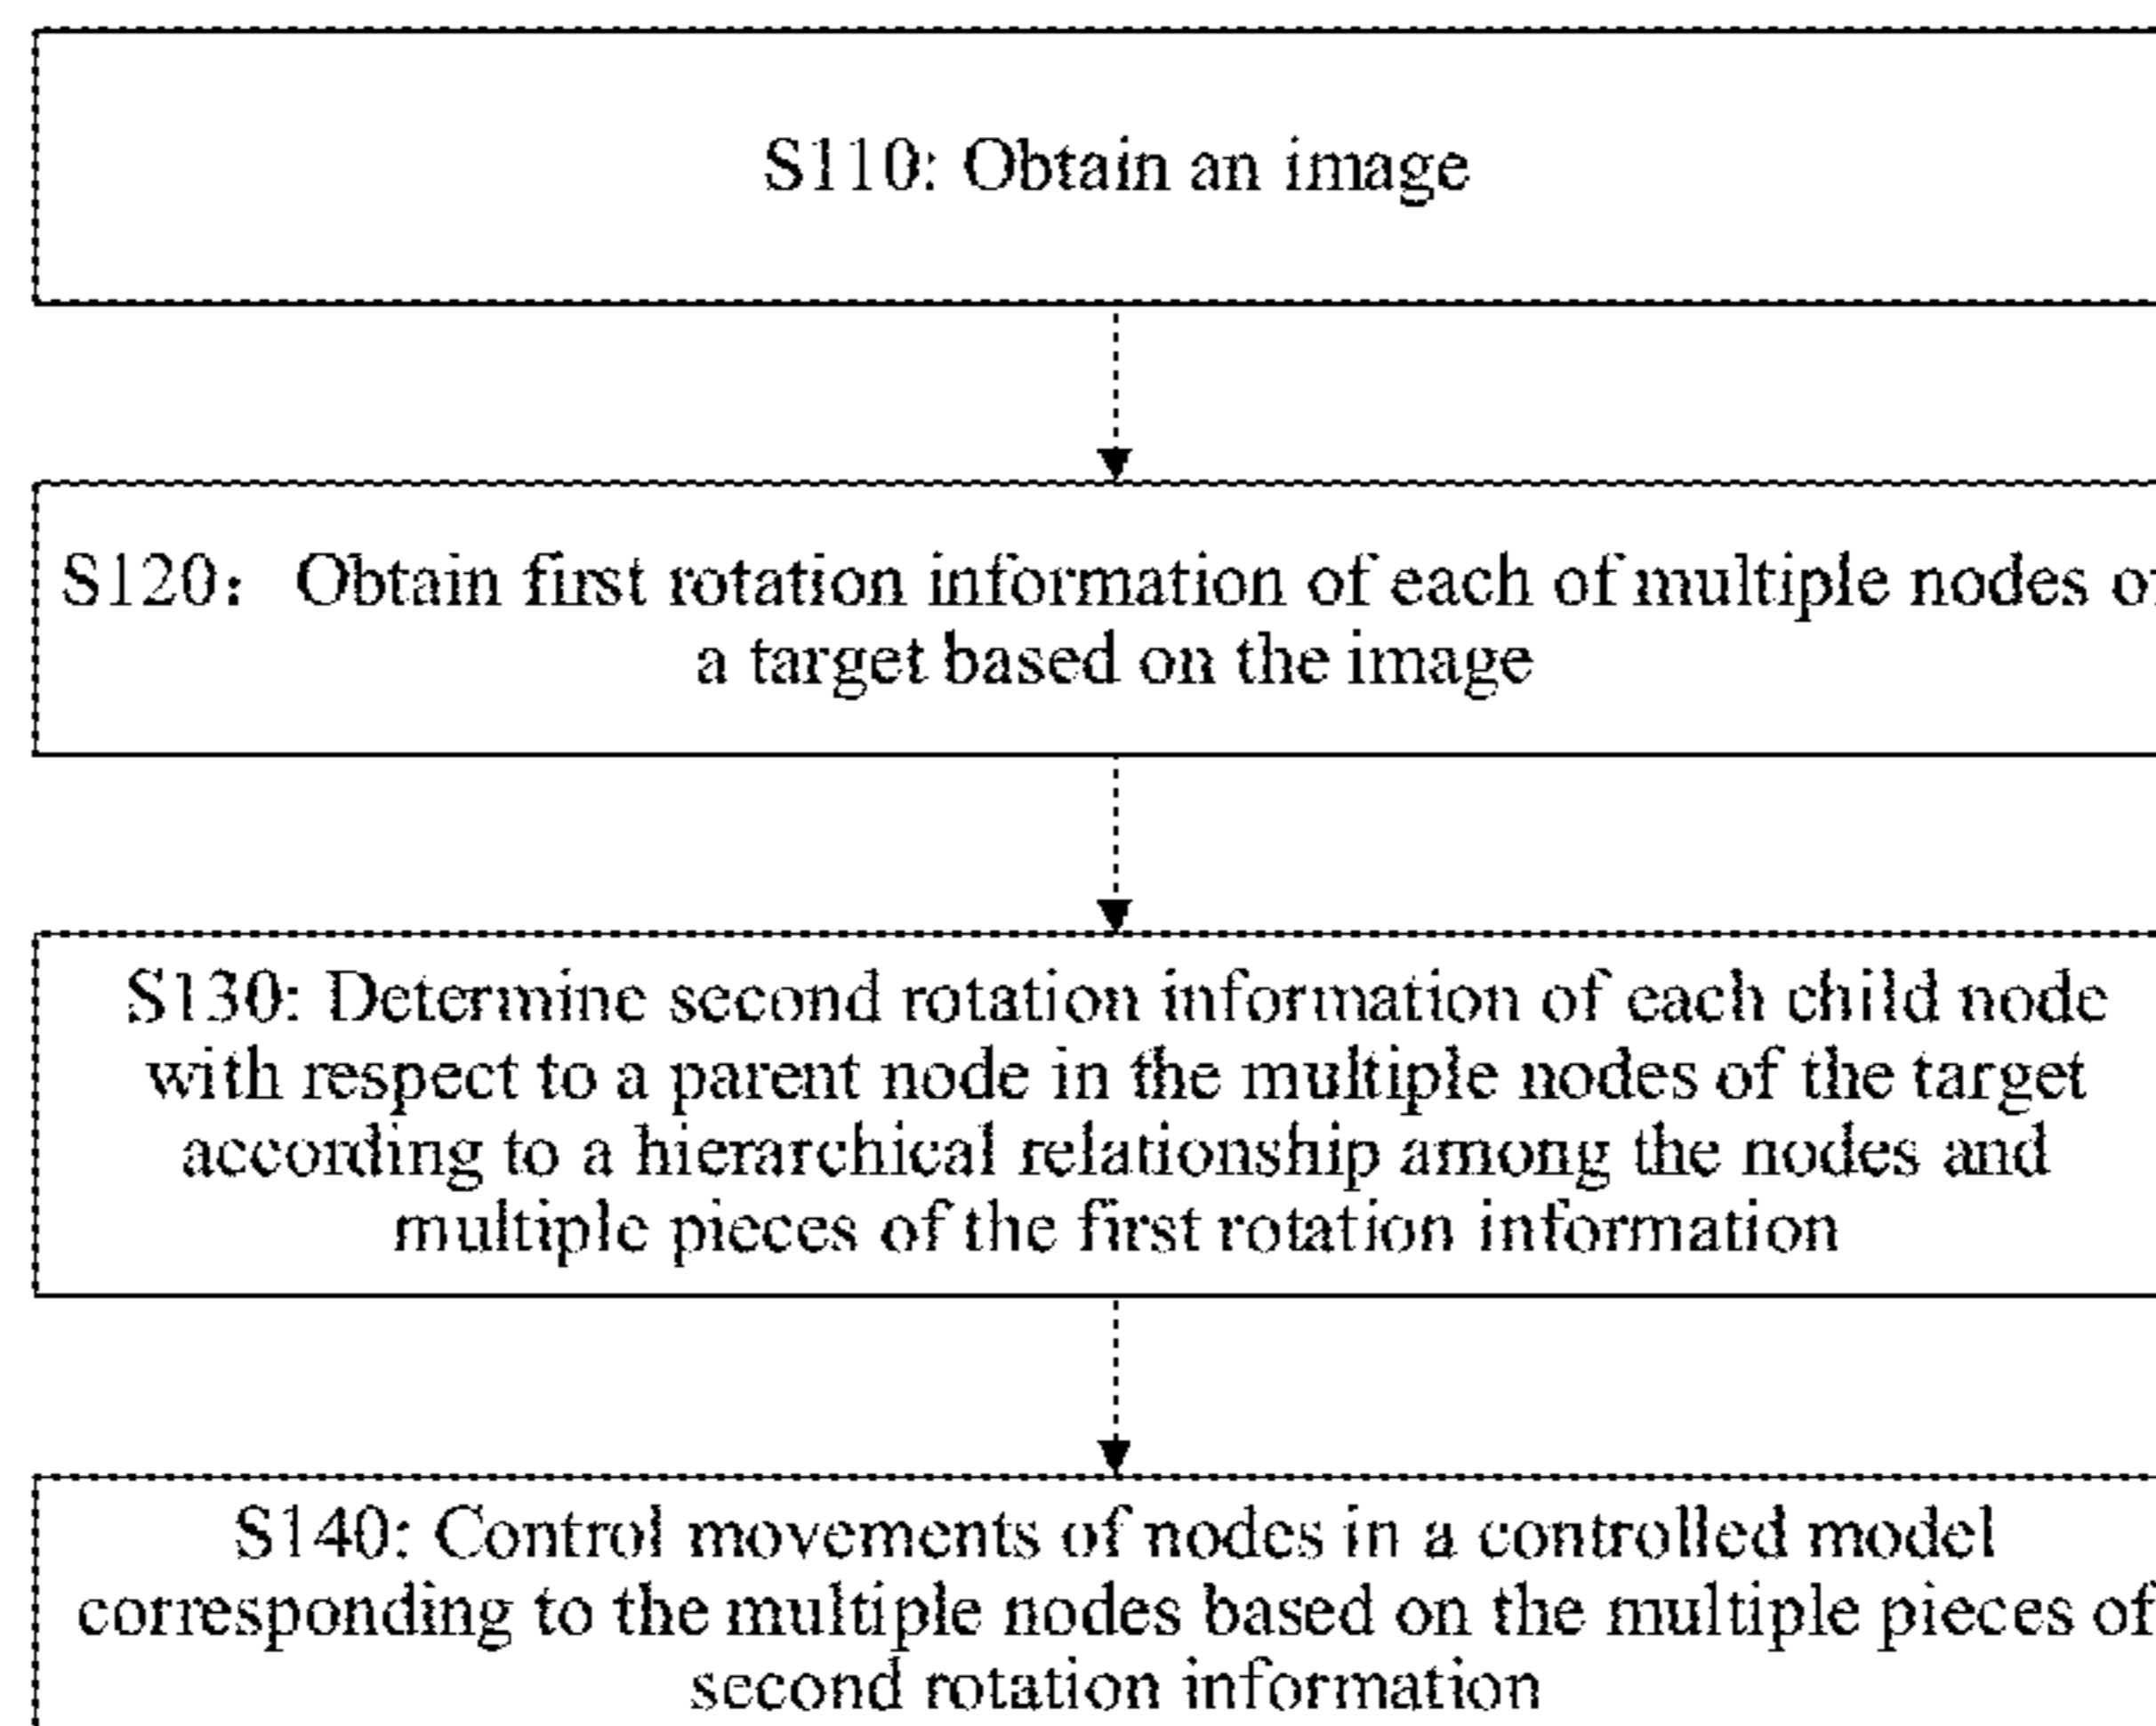 S110: Obtain an image
S120: Obtain first rotation information of each of multiple nodes of
a target based on the image
S130: Determine second rotation information of each child node
with respect to a parent node in the multiple nodes of the target
according to a hierarchical relationship among the nodes and
multiple pieces of the first rotation information
S140: Control movements of nodes in a controlled model
corresponding to the multiple nodes based on the multiple pieces of
second rotation information